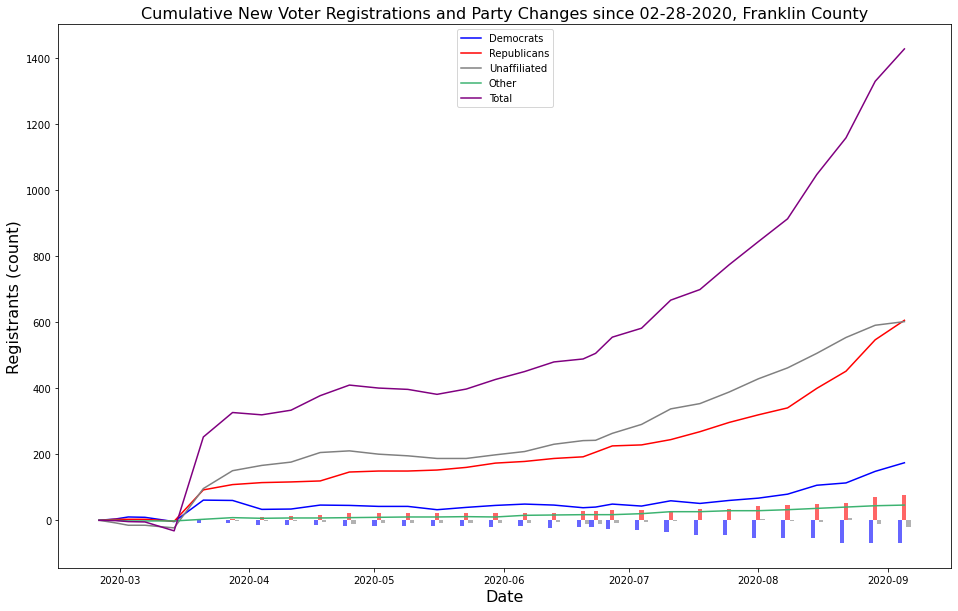 Cumulative New Voter Registrations and Party Changes since 02-28-2020, Franklin County
Democrats
Republicans
Unaffiliated
Other
Total
Registrants (count)
1400
1200
1000
800
600
400
200
0
2020-03 2020-04 2020-05 2020-06 2020-07 2020-08 2020-09
Date